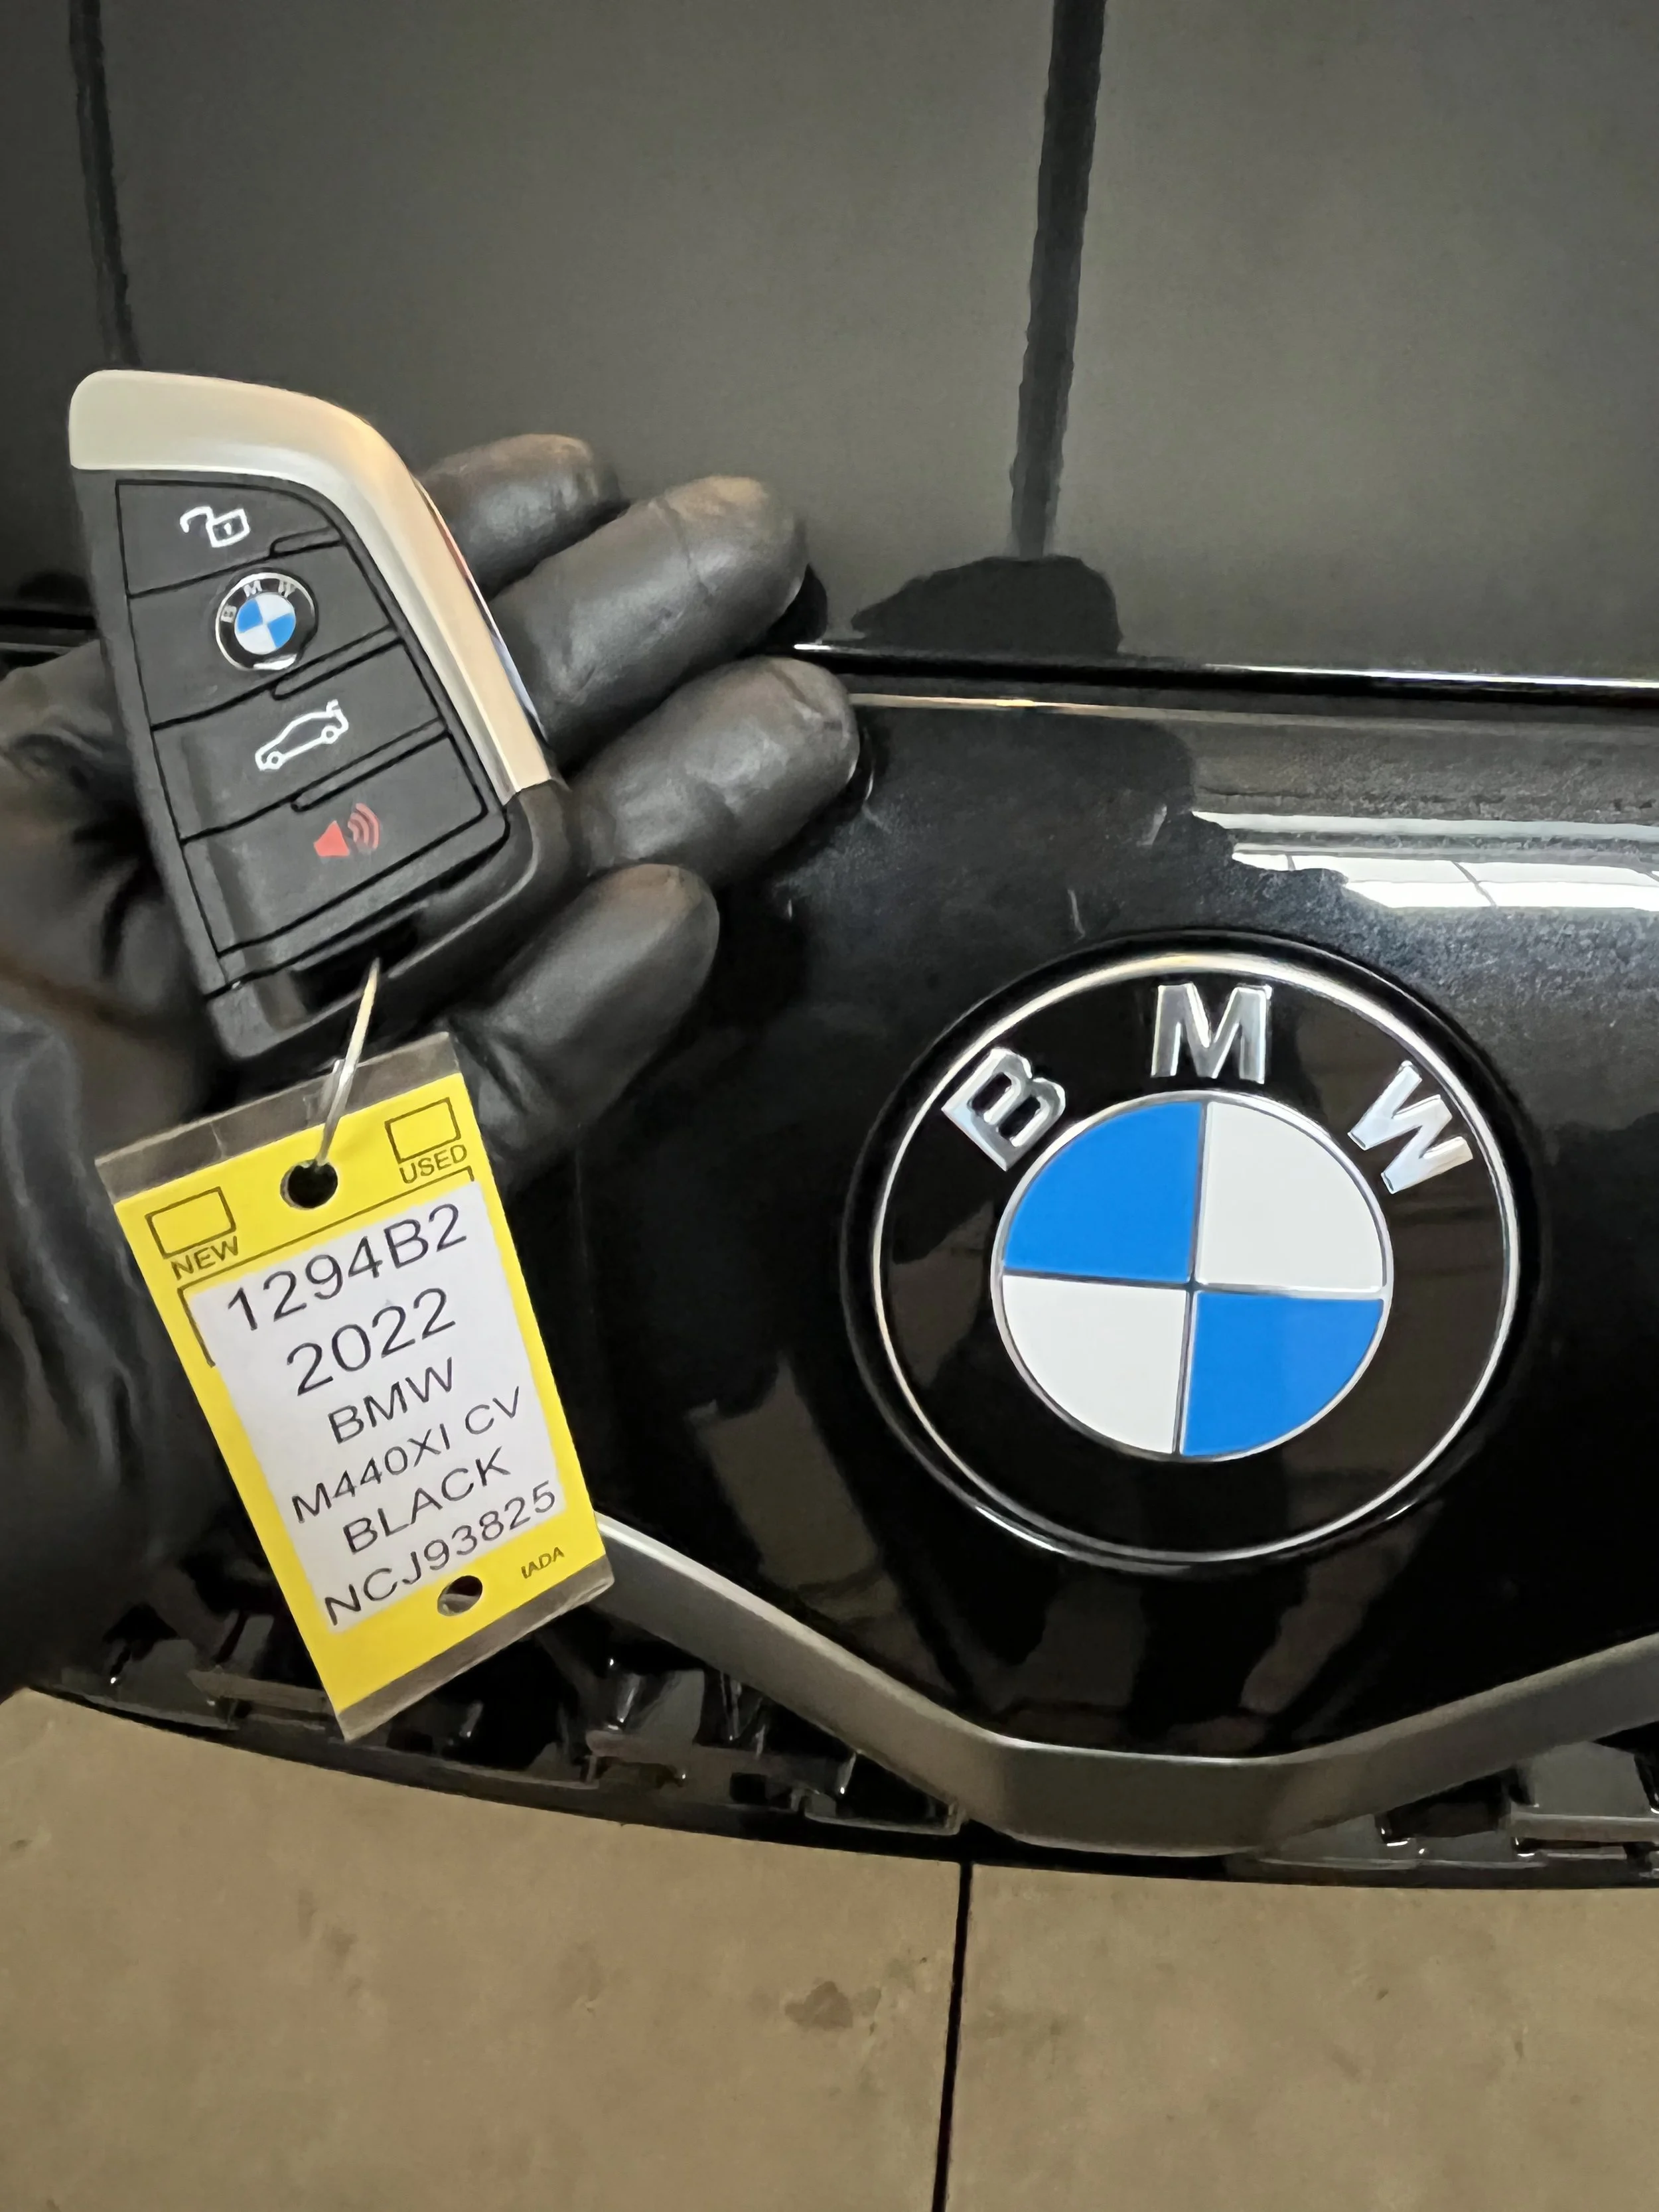 BMW
USED
NEW
1294B2
2022
BMW
M440XI CV
BLACK
NCJ93825
IADA
BMW